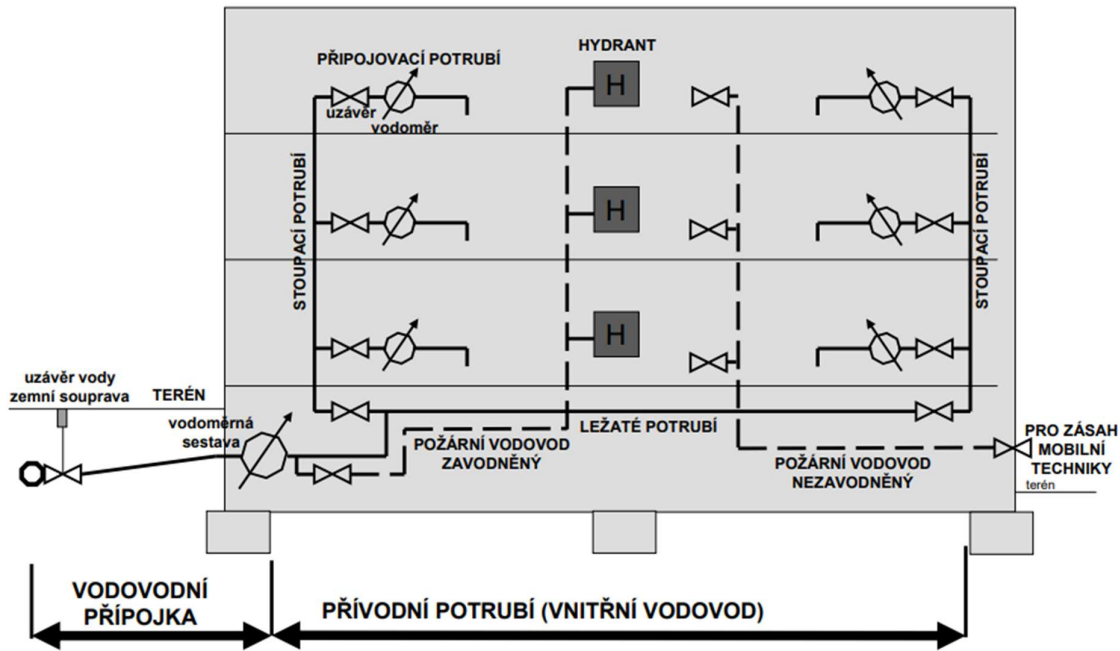 HYDRANT
PŘIPOJOVACÍ POTRUBÍ
H
uzávěr
vodoměr
STOUPACÍ POTRUBÍ
STOUPACÍ POTRUBÍ
H
H
uzávěr vody
zemní souprava
TERÉN
vodoměrná
sestava
LEŽATÉ POTRUBÍ
POŽÁRNÍ VODOVOD
ZAVODNĚNÝ
POŽÁRNÍ VODOVOD
NEZAVODNĚNÝ
PRO ZÁSAH
MOBILNÍ
TECHNIKY
terén
VODOVODNÍ
PŘÍPOJKA
PŘÍVODNÍ POTRUBÍ (VNITŘNÍ VODOVOD)